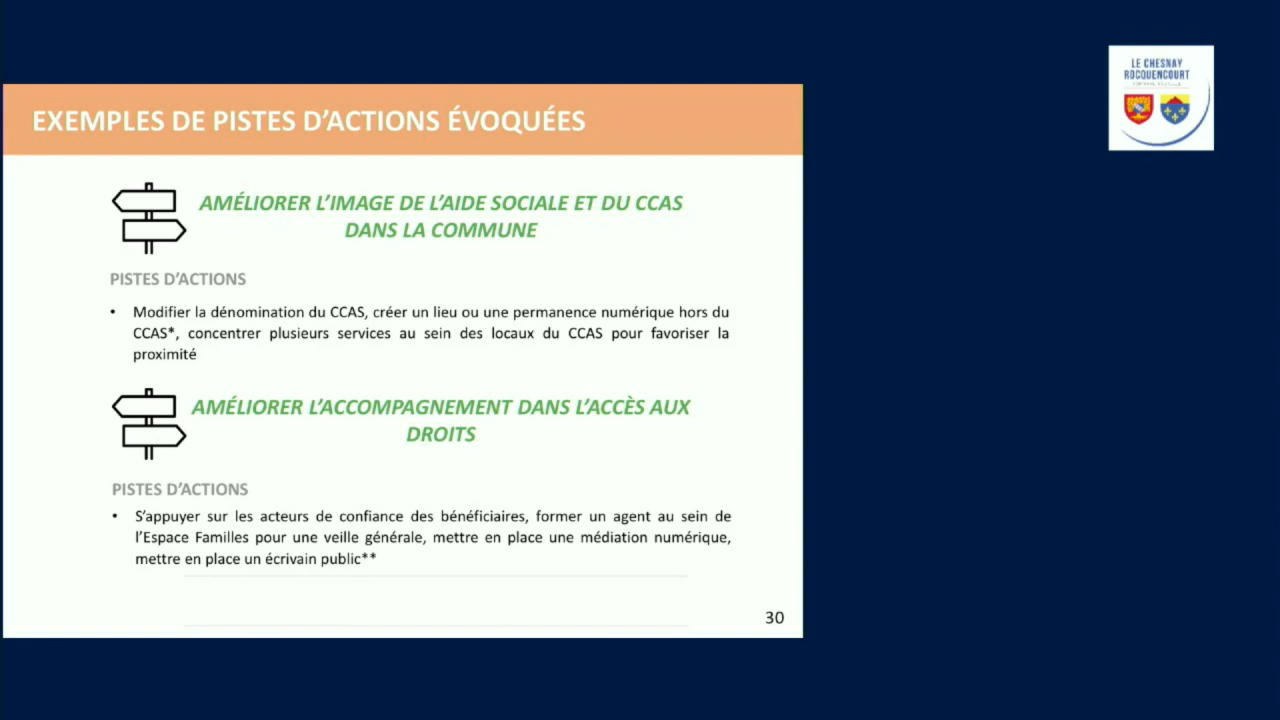 LE CHESNAY
ROCQUENCOURT
EXEMPLES DE PISTES D’ACTIONS ÉVOQUÉES
AMÉLIORER L’IMAGE DE L’AIDE SOCIALE ET DU CCAS
DANS LA COMMUNE
PISTES D’ACTIONS
• Modifier la dénomination du CCAS, créer un lieu ou une permanence numérique hors du
CCAS*, concentrer plusieurs services au sein des locaux du CCAS pour favoriser la
proximité
AMÉLIORER L’ACCOMPAGNEMENT DANS L’ACCÈS AUX
DROITS
PISTES D’ACTIONS
• S’appuyer sur les acteurs de confiance des bénéficiaires, former un agent au sein de
l’Espace Familles pour une veille générale, mettre en place une médiation numérique,
mettre en place un écrivain public**
30